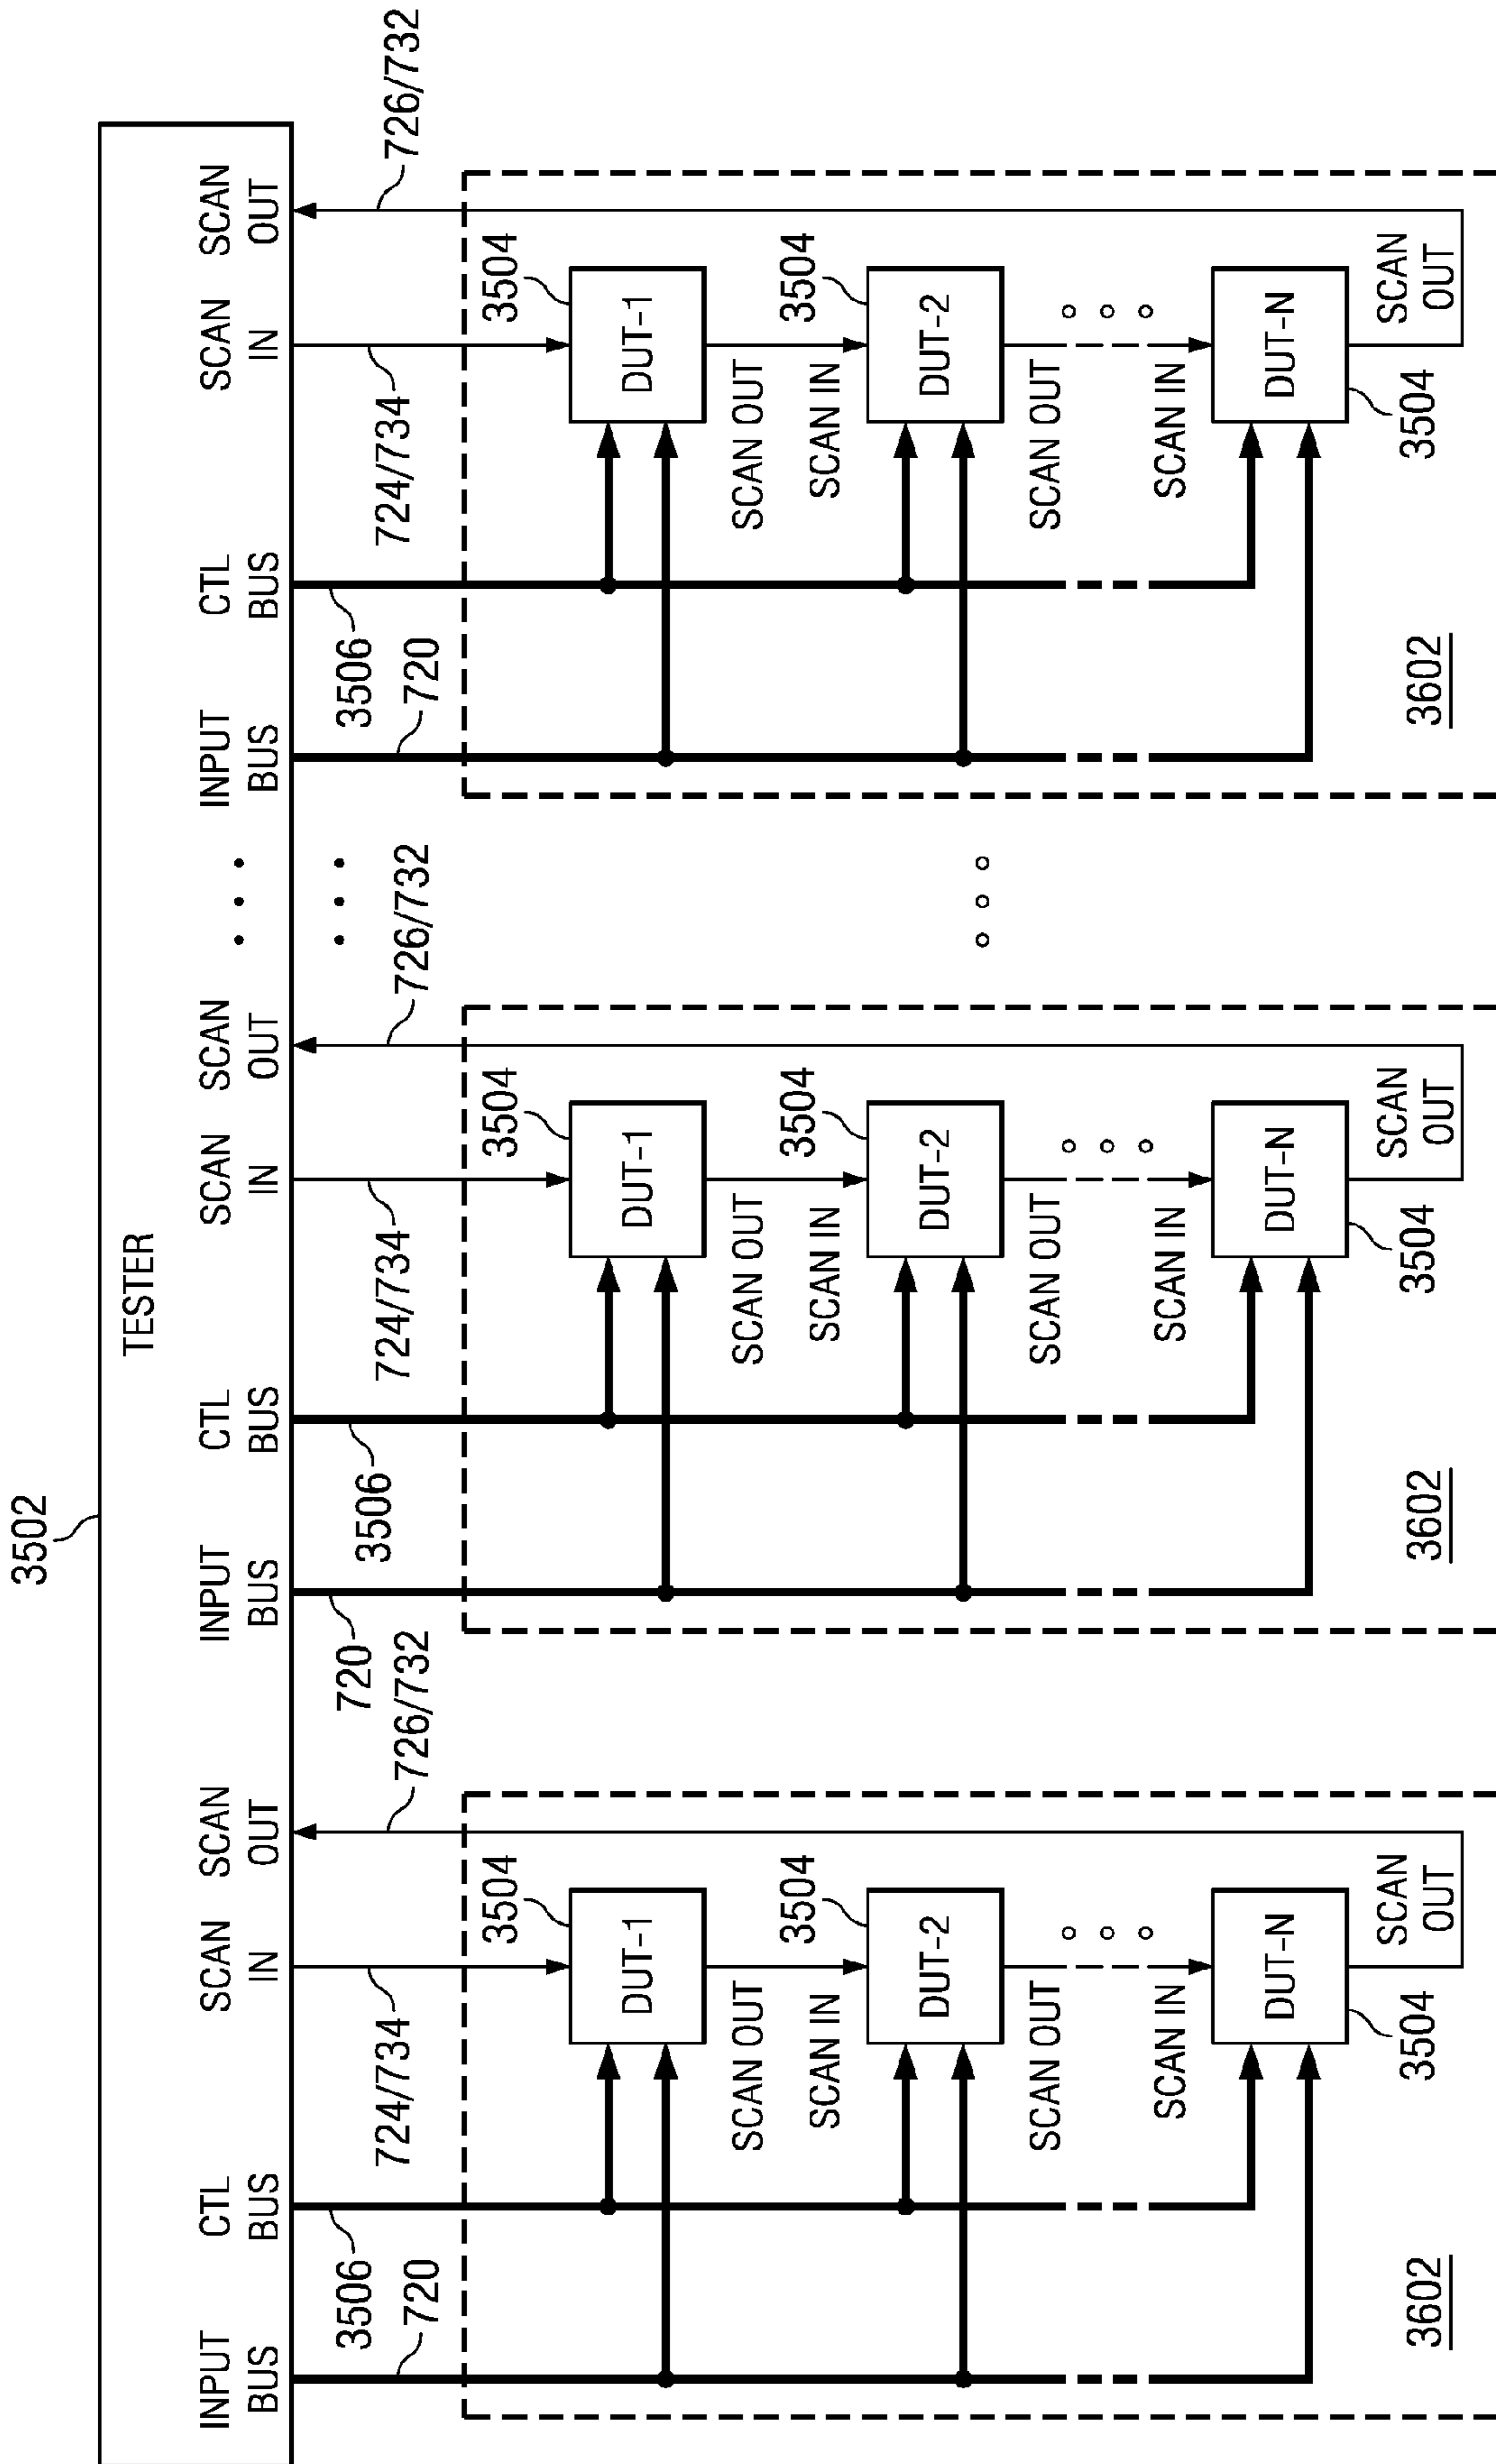 3502
TESTER
INPUT BUS
CTL BUS
SCAN IN
SCAN OUT
INPUT BUS
CTL BUS
SCAN IN
SCAN OUT
INPUT BUS
CTL BUS
SCAN IN
SCAN OUT
3506
720
724/734
726/732
3504
DUT-1
SCAN OUT
SCAN IN
3504
DUT-2
SCAN OUT
SCAN IN
DUT-N
3504
SCAN OUT
3602
720
3506
724/734
726/732
3504
DUT-1
SCAN OUT
SCAN IN
3504
DUT-2
SCAN OUT
SCAN IN
DUT-N
3504
SCAN OUT
3602
3506
720
724/734
726/732
3504
DUT-1
SCAN OUT
SCAN IN
3504
DUT-2
SCAN OUT
SCAN IN
DUT-N
3504
SCAN OUT
3602